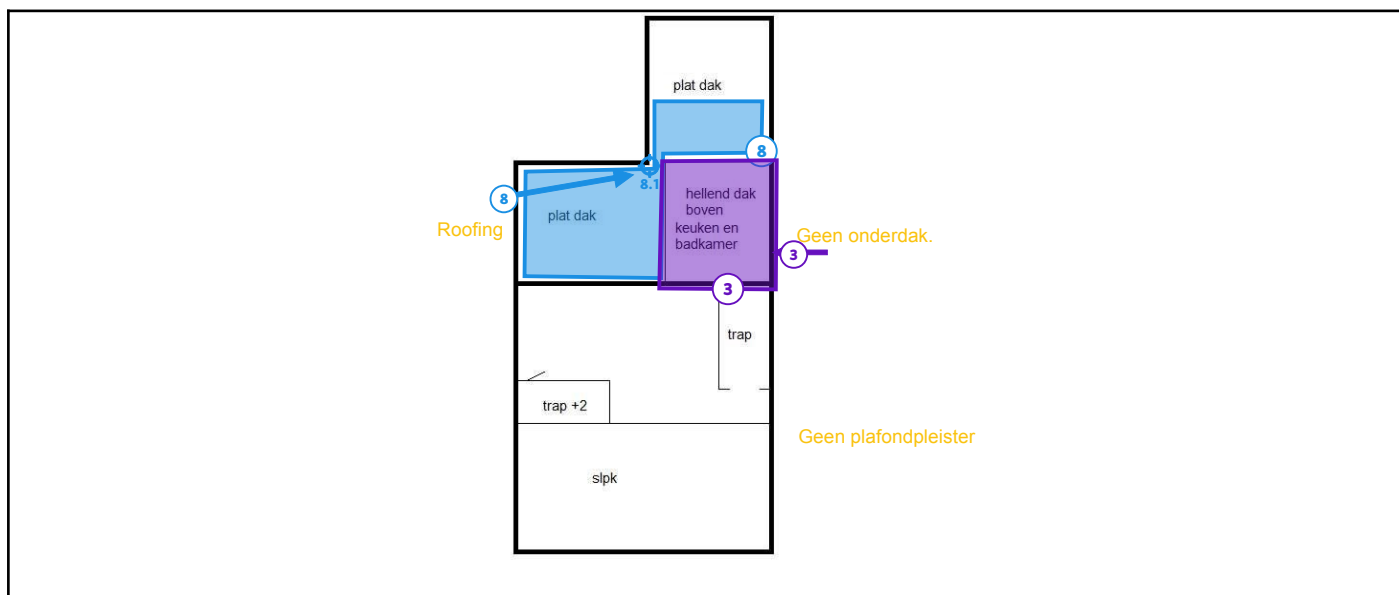 plat dak
8
8
8.1
plat dak
Roofing
hellend dak
boven
keuken en
badkamer
Geen onderdak.
3
3
trap
trap +2
Geen plafondpleister
slpk